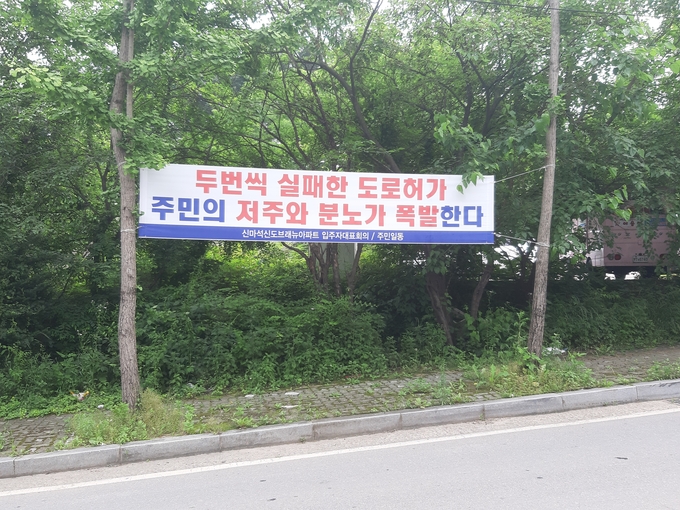 두번씩 실패한 도로허가
주민의 저주와 분노가 폭발한다
신마석신도브래뉴아파트 입주자대표회의 / 주민일동